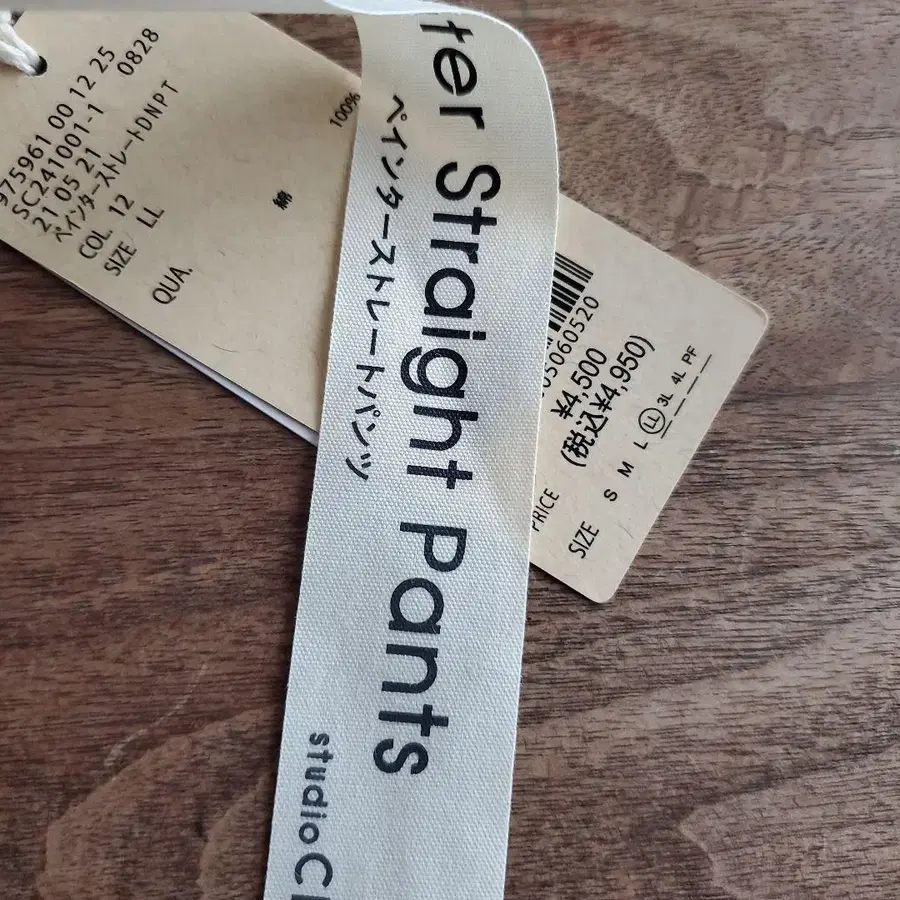 975961 00 12 25
SC241001-1 0828
21 05 21
ペインターストレートDNPT
COL. 12
SIZE LL
QUA.
綿 100%
ter Straight Pants
ペインターストレートパンツ
studioCl
05060520
¥4,500
(税込¥4,950)
PRICE
SIZE S M L LL 3L 4L PF